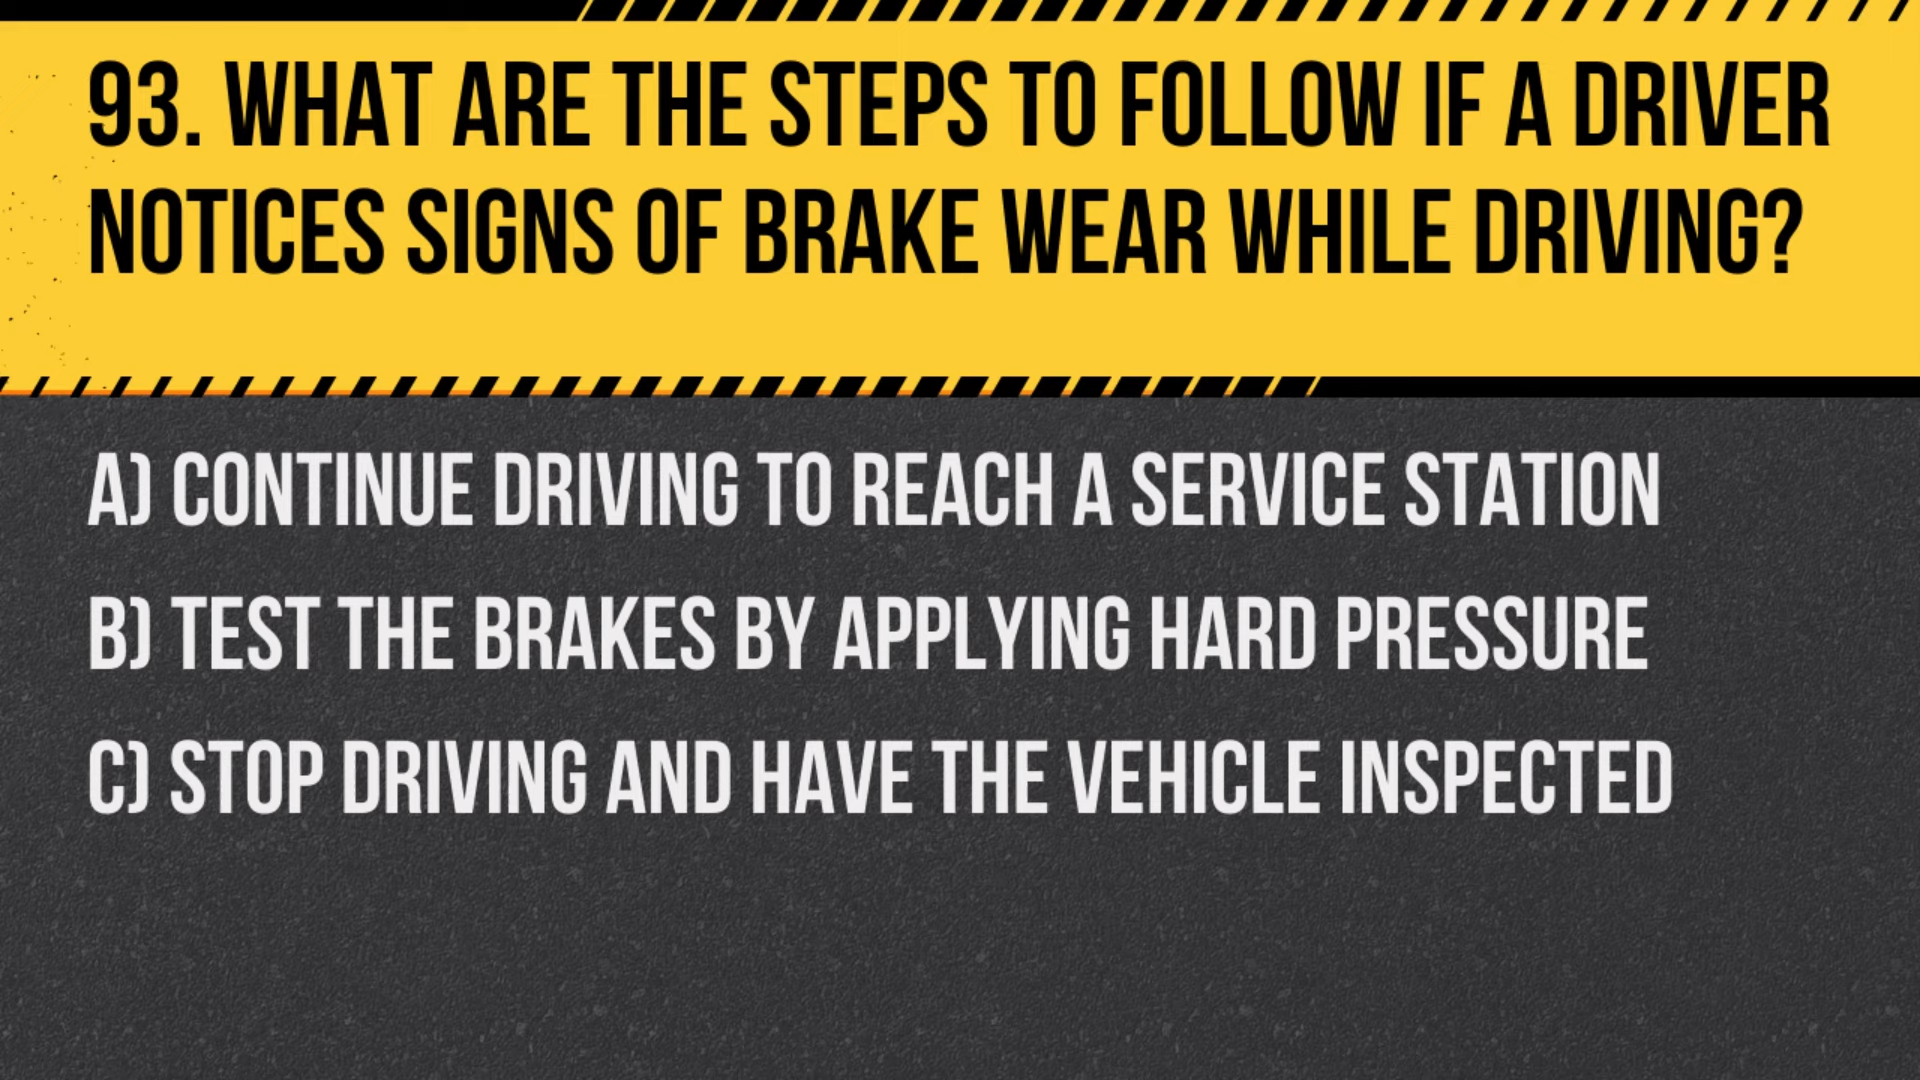 93. WHAT ARE THE STEPS TO FOLLOW IF A DRIVER
NOTICES SIGNS OF BRAKE WEAR WHILE DRIVING?
A) CONTINUE DRIVING TO REACH A SERVICE STATION
B) TEST THE BRAKES BY APPLYING HARD PRESSURE
C) STOP DRIVING AND HAVE THE VEHICLE INSPECTED